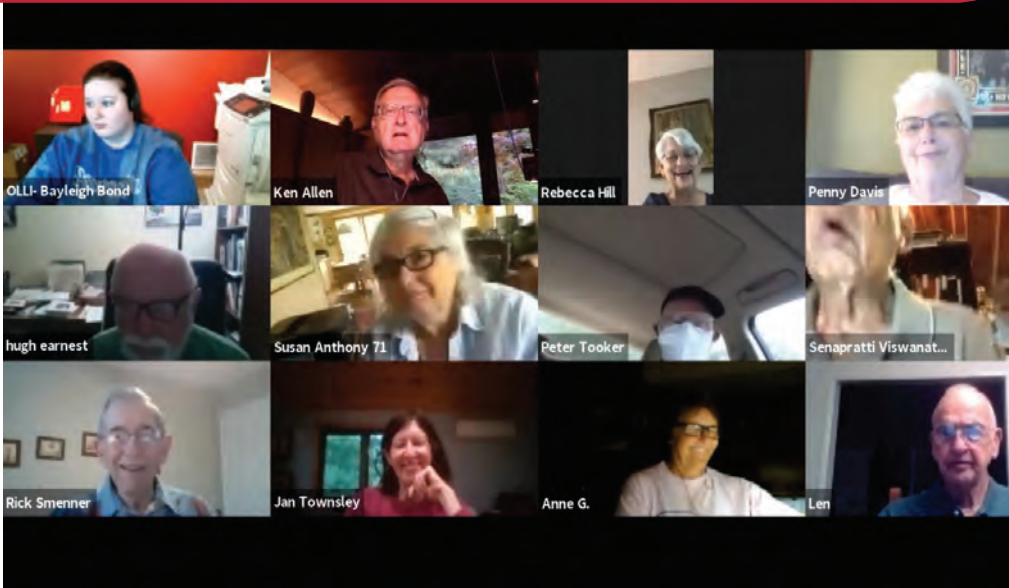 OLLI- Bayleigh Bond
Ken Allen
Rebecca Hill
Penny Davis
hugh earnest
Susan Anthony 71
Peter Tooker
Senapratti Viswanat...
Rick Smenner
Jan Townsley
Anne G.
Len